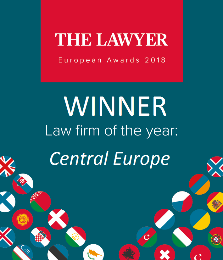 THE LAWYER
European Awards 2018
WINNER
Law firm of the year:
Central Europe